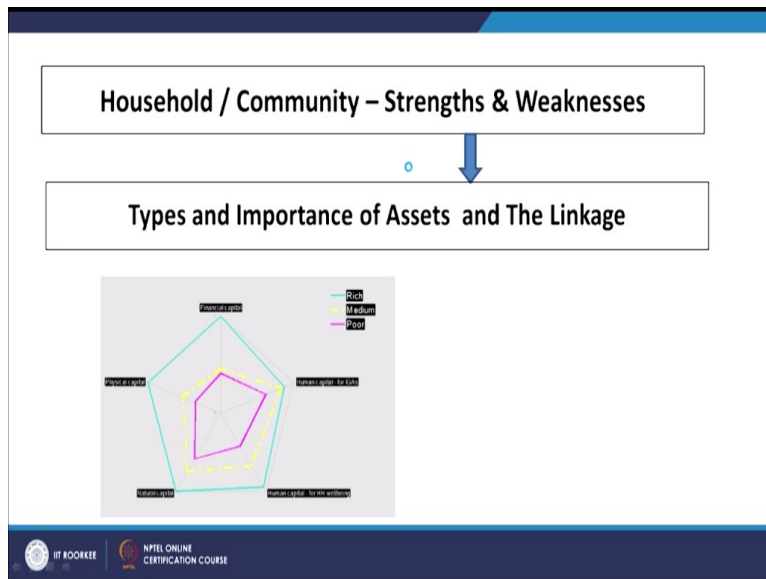 Household / Community – Strengths & Weaknesses
Types and Importance of Assets and The Linkage
Financial capital
Rich
Medium
Poor
Physical capital
Human capital - for IGAs
Natural capital
Human capital - for HH wellbeing
IIT ROORKEE
NPTEL ONLINE
CERTIFICATION COURSE